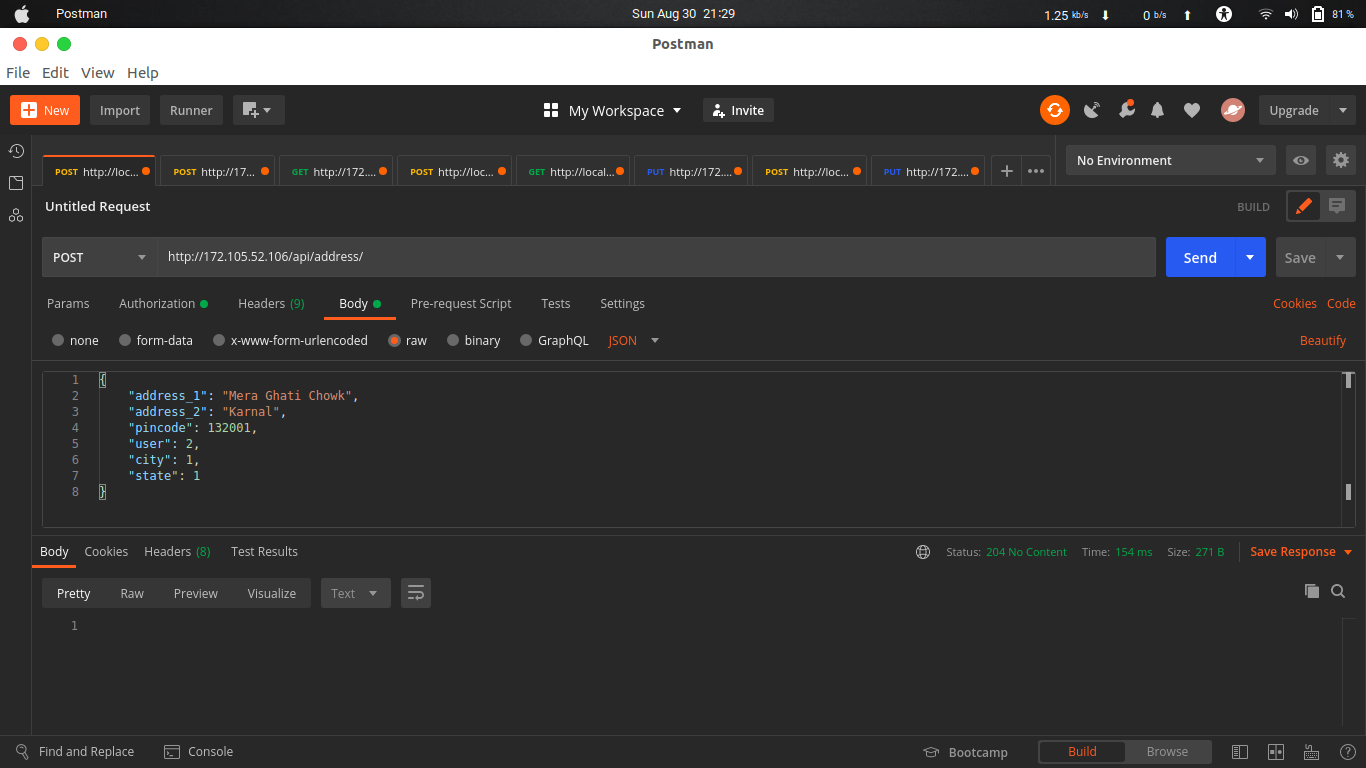 Postman Sun Aug 30 21:29 1.25 kb/s 0 b/s 81 %
Postman
File Edit View Help
New Import Runner My Workspace Invite Upgrade
POST http://loc... POST http://17... GET http://172.... POST http://loc... GET http://local... PUT http://172.... POST http://loc... PUT http://172.... No Environment
Untitled Request BUILD
POST http://172.105.52.106/api/address/ Send Save
Params Authorization Headers (9) Body Pre-request Script Tests Settings Cookies Code
none form-data x-www-form-urlencoded raw binary GraphQL JSON Beautify
1 {
2 "address_1": "Mera Ghati Chowk",
3 "address_2": "Karnal",
4 "pincode": 132001,
5 "user": 2,
6 "city": 1,
7 "state": 1
8 }
Body Cookies Headers (8) Test Results Status: 204 No Content Time: 154 ms Size: 271 B Save Response
Pretty Raw Preview Visualize Text
1
Find and Replace Console Bootcamp Build Browse